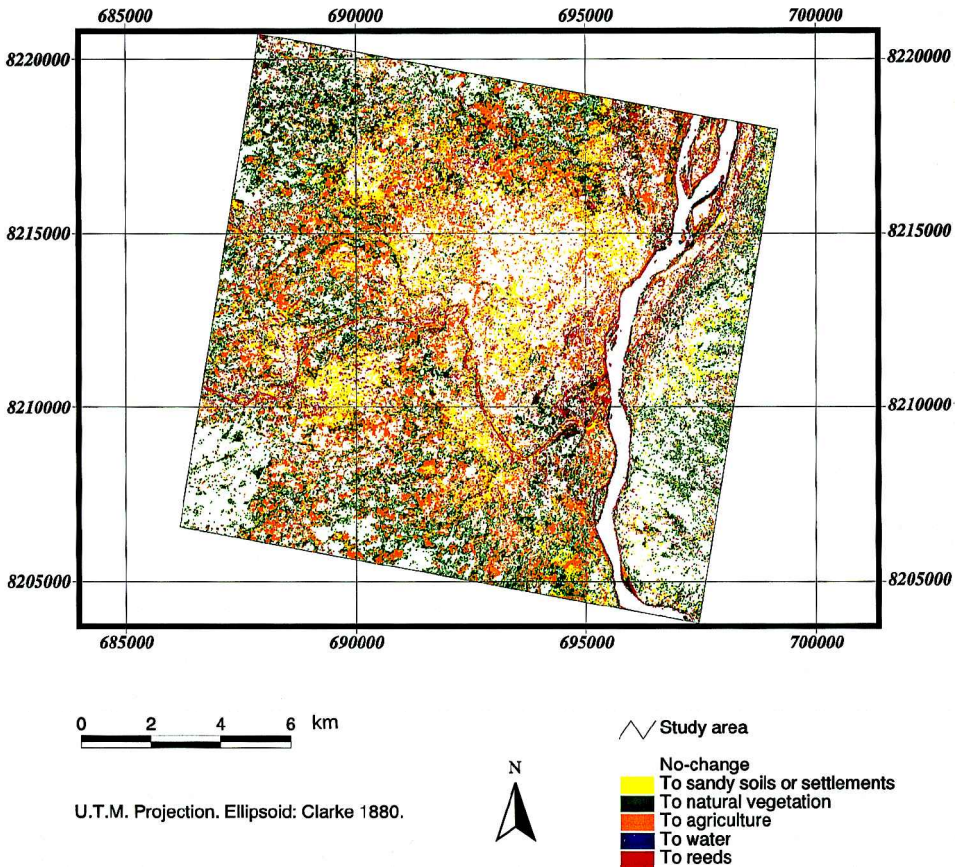 685000 690000 695000 700000
8220000 8220000
8215000 8215000
8210000 8210000
8205000 8205000
685000 690000 695000 700000
0 2 4 6 km
Study area
N
No-change
To sandy soils or settlements
To natural vegetation
U.T.M. Projection. Ellipsoid: Clarke 1880.
To agriculture
To water
To reeds